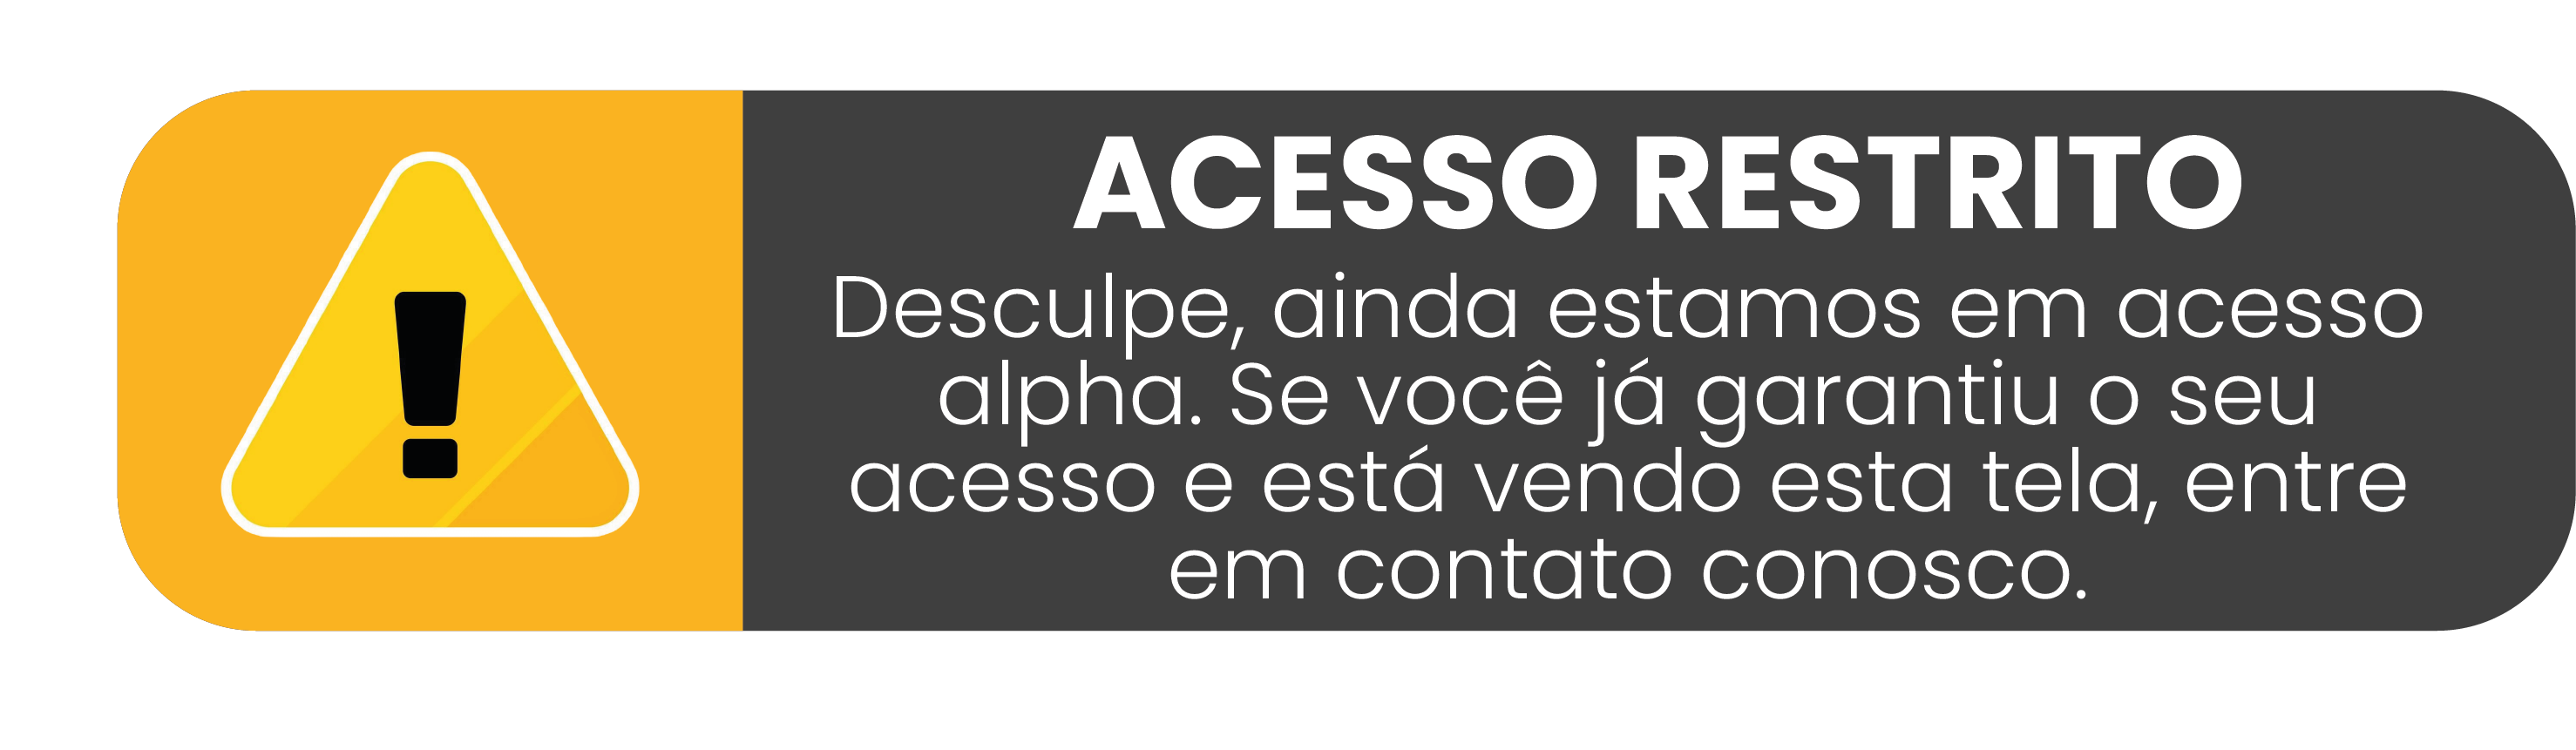 ACESSO RESTRITO
Desculpe, ainda estamos em acesso
alpha. Se você já garantiu o seu
acesso e está vendo esta tela, entre
em contato conosco.